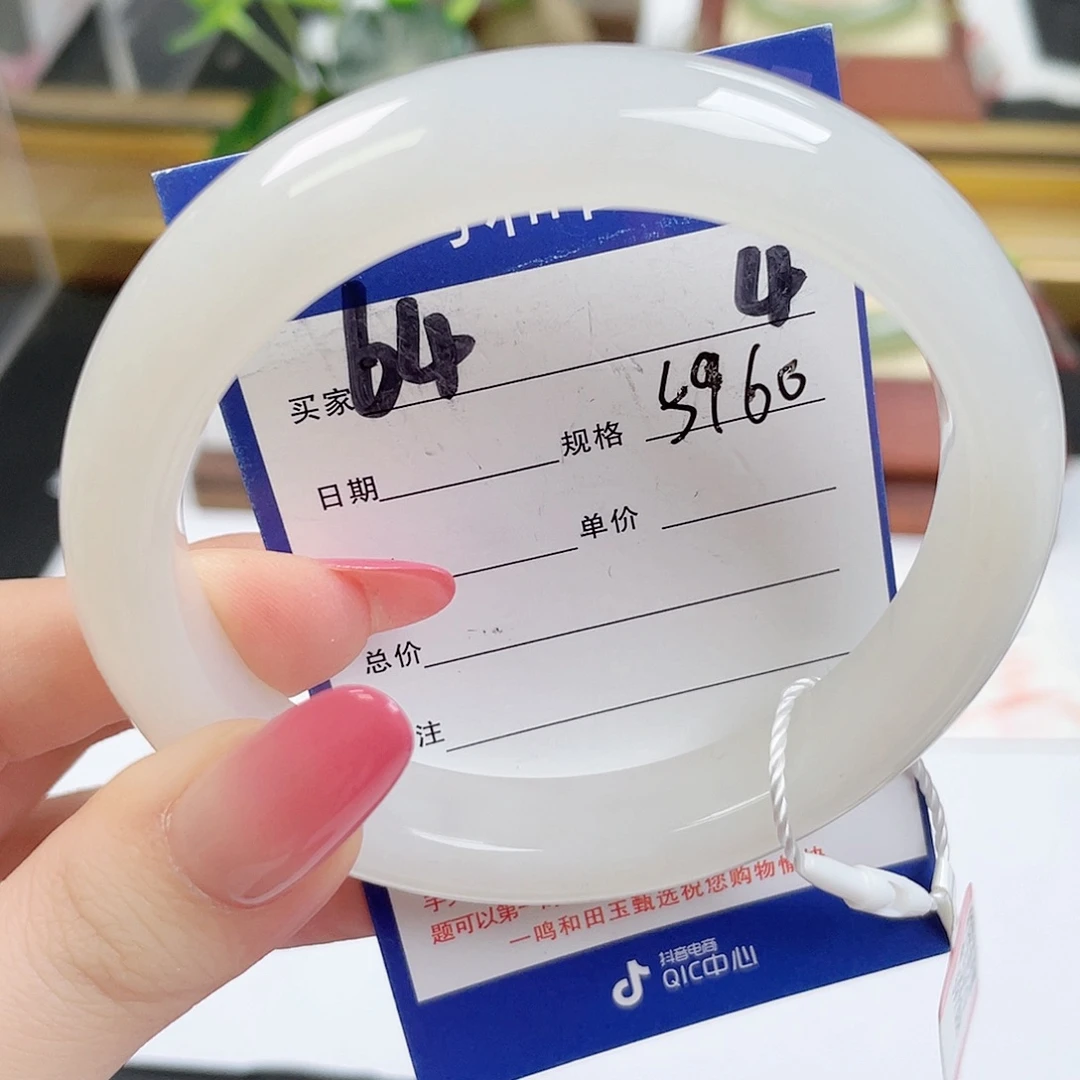 4
买家 64
规格 5960
日期
单价
总价
注
题可以第一
一鸣和田玉甄选祝您购物愉快
抖音电商
QIC中心